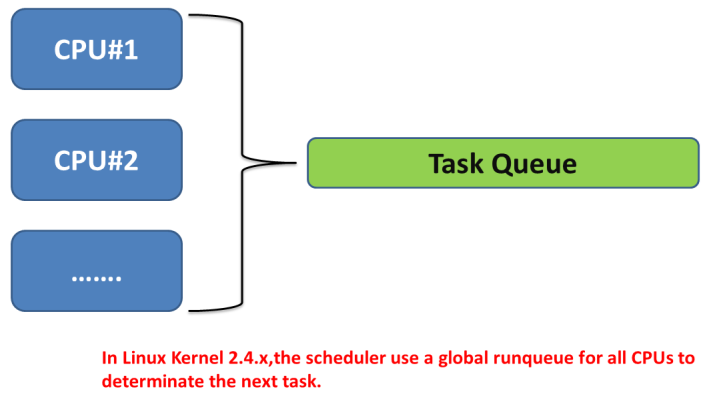 CPU#1
CPU#2
Task Queue
.......
In Linux Kernel 2.4.x,the scheduler use a global runqueue for all CPUs to
determinate the next task.